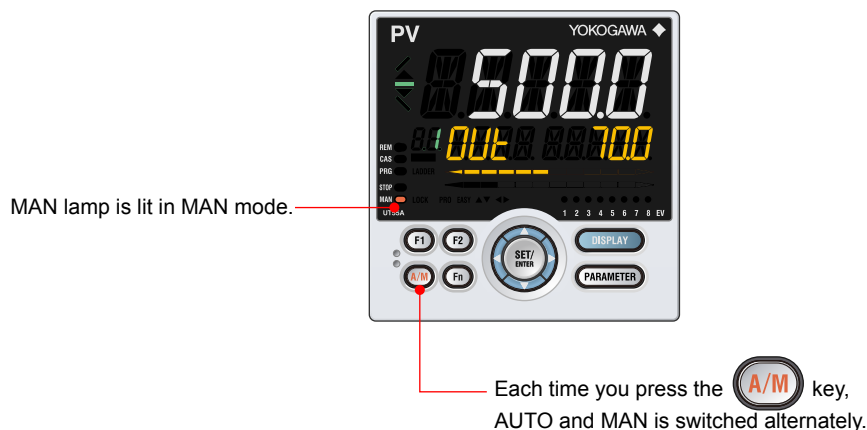 PV YOKOGAWA
500.0
1 OUt 70.0
REM
CAS
PRG LADDER
STOP
MAN LOCK PRO EASY
UT55A 1 2 3 4 5 6 7 8 EV
MAN lamp is lit in MAN mode.
F1 F2 SET/ ENTER DISPLAY
A/M Fn PARAMETER
Each time you press the A/M key,
AUTO and MAN is switched alternately.